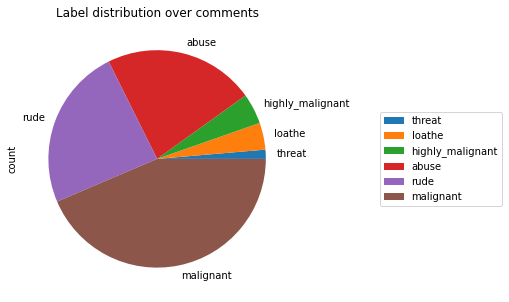 Label distribution over comments
abuse
rude
highly_malignant
loathe
threat
count
malignant
threat
loathe
highly_malignant
abuse
rude
malignant